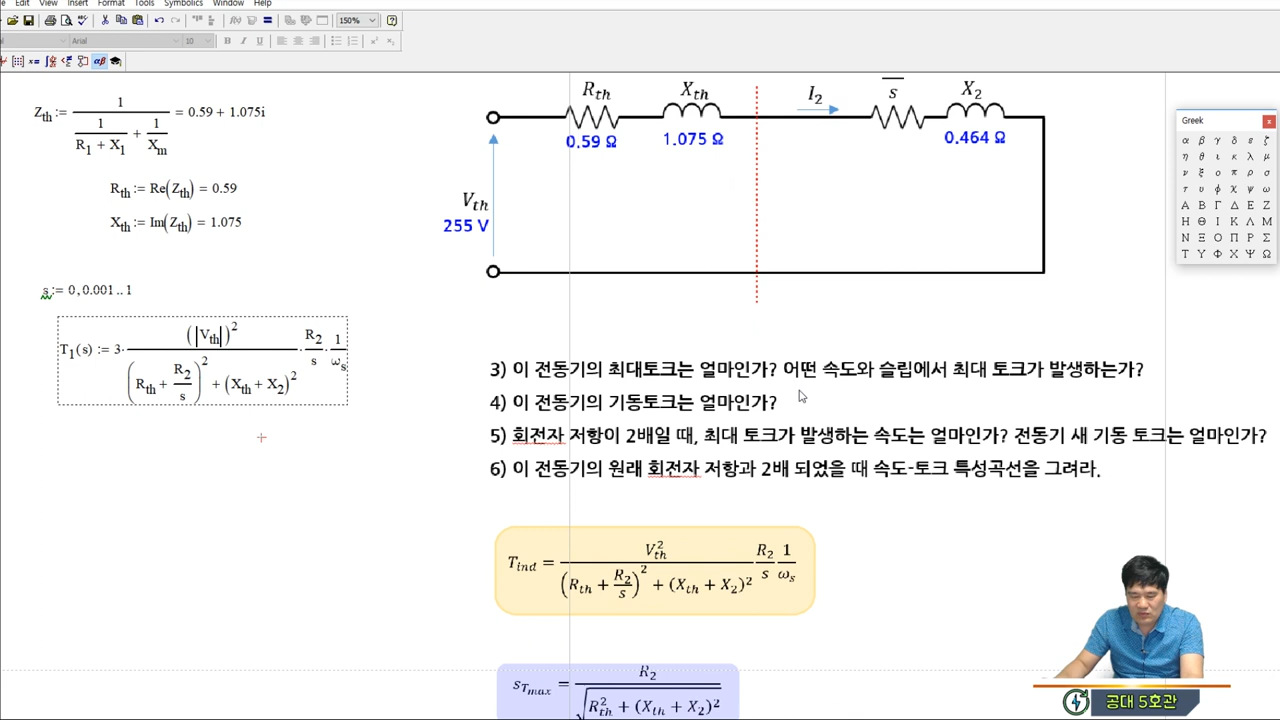 Edit View Insert Format Tools Symbolics Window Help
Arial 10 B I U
150%
Greek
α β γ δ ε ζ
η θ ι κ λ μ
ν ξ ο π ρ σ
τ υ φ χ ψ ω
Α Β Γ Δ Ε Ζ
Η Θ Ι Κ Λ Μ
Ν Ξ Ο Π Ρ Σ
Τ Υ Φ Χ Ψ Ω
Zth := 1 / (1/(R1 + X1) + 1/Xm) = 0.59 + 1.075i
Rth := Re(Zth) = 0.59
Xth := Im(Zth) = 1.075
s := 0, 0.001 .. 1
T1(s) := 3· (|Vth|)^2 / ((Rth + R2/s)^2 + (Xth + X2)^2) · R2/s · 1/ωs
Rth
0.59 Ω
Xth
1.075 Ω
I2
s
X2
0.464 Ω
Vth
255 V
3) 이 전동기의 최대토크는 얼마인가? 어떤 속도와 슬립에서 최대 토크가 발생하는가?
4) 이 전동기의 기동토크는 얼마인가?
5) 회전자 저항이 2배일 때, 최대 토크가 발생하는 속도는 얼마인가? 전동기 새 기동 토크는 얼마인가?
6) 이 전동기의 원래 회전자 저항과 2배 되었을 때 속도-토크 특성곡선을 그려라.
Tind = Vth^2 / ((Rth + R2/s)^2 + (Xth + X2)^2) R2/s 1/ωs
sTmax = R2 / √(Rth^2 + (Xth + X2)^2)
공대 5호관